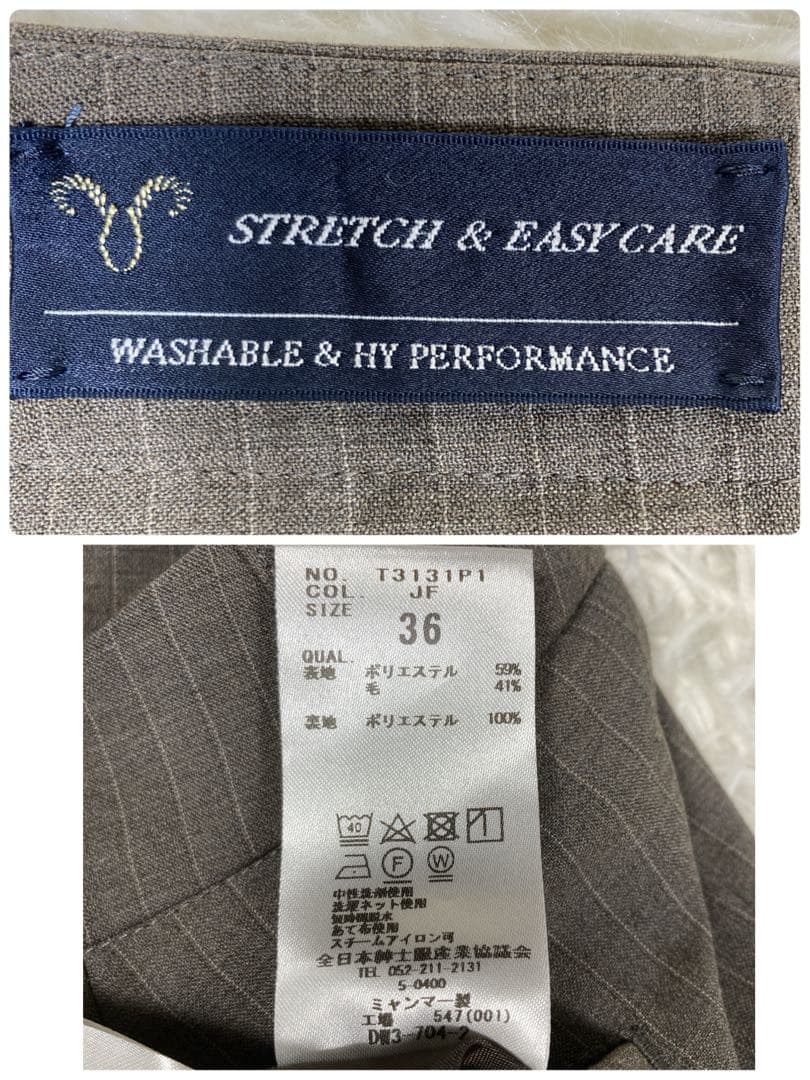 STRETCH & EASY CARE
WASHABLE & HY PERFORMANCE
NO. T3131P1
COL. JF
SIZE 36
QUAL.
表地 ポリエステル 59%
毛 41%
裏地 ポリエステル 100%
40
F W
中性洗剤使用
洗濯ネット使用
短時間脱水
あて布使用
スチームアイロン可
全日本紳士服産業協議会
TEL 052-211-2131
S-0400
ミャンマー製
工場 547(001)
DW3-704-2